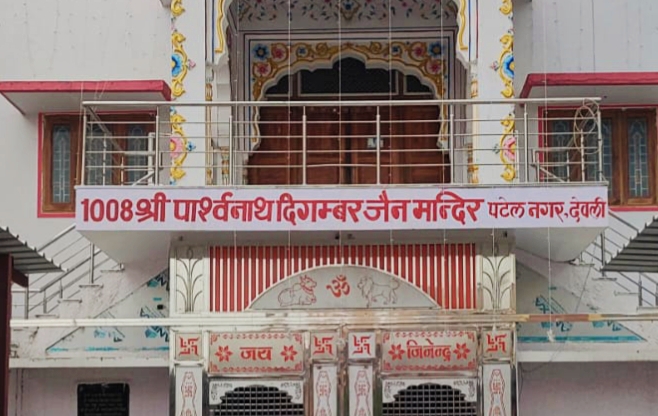 1008 श्री पार्श्वनाथ दिगम्बर जैन मन्दिर पटेल नगर, देवली
ॐ
जय जिनेन्द्र